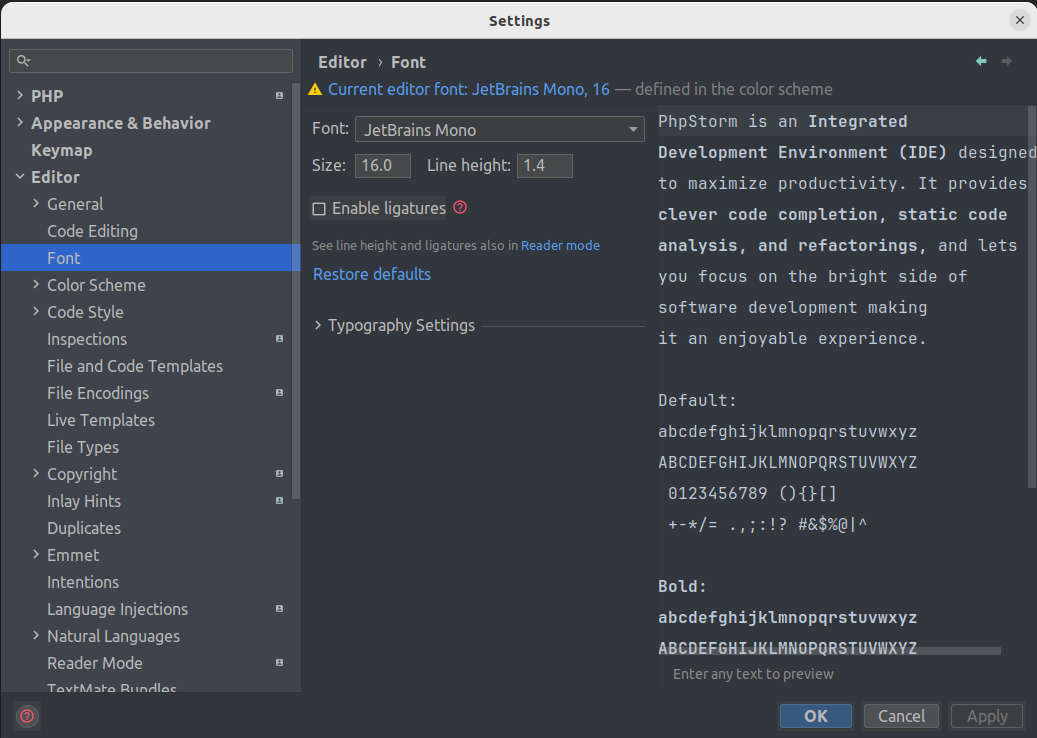 Settings
PHP
Appearance & Behavior
Keymap
Editor
General
Code Editing
Font
Color Scheme
Code Style
Inspections
File and Code Templates
File Encodings
Live Templates
File Types
Copyright
Inlay Hints
Duplicates
Emmet
Intentions
Language Injections
Natural Languages
Reader Mode
TextMate Bundles
Editor › Font
Current editor font: JetBrains Mono, 16 — defined in the color scheme
Font: JetBrains Mono
Size: 16.0 Line height: 1.4
Enable ligatures
See line height and ligatures also in Reader mode
Restore defaults
Typography Settings
PhpStorm is an Integrated
Development Environment (IDE) designed
to maximize productivity. It provides
clever code completion, static code
analysis, and refactorings, and lets
you focus on the bright side of
software development making
it an enjoyable experience.
Default:
abcdefghijklmnopqrstuvwxyz
ABCDEFGHIJKLMNOPQRSTUVWXYZ
0123456789 (){}[]
+-*/= .,;:!? #&$%@|^
Bold:
abcdefghijklmnopqrstuvwxyz
ABCDEFGHIJKLMNOPQRSTUVWXYZ
Enter any text to preview
? OK Cancel Apply